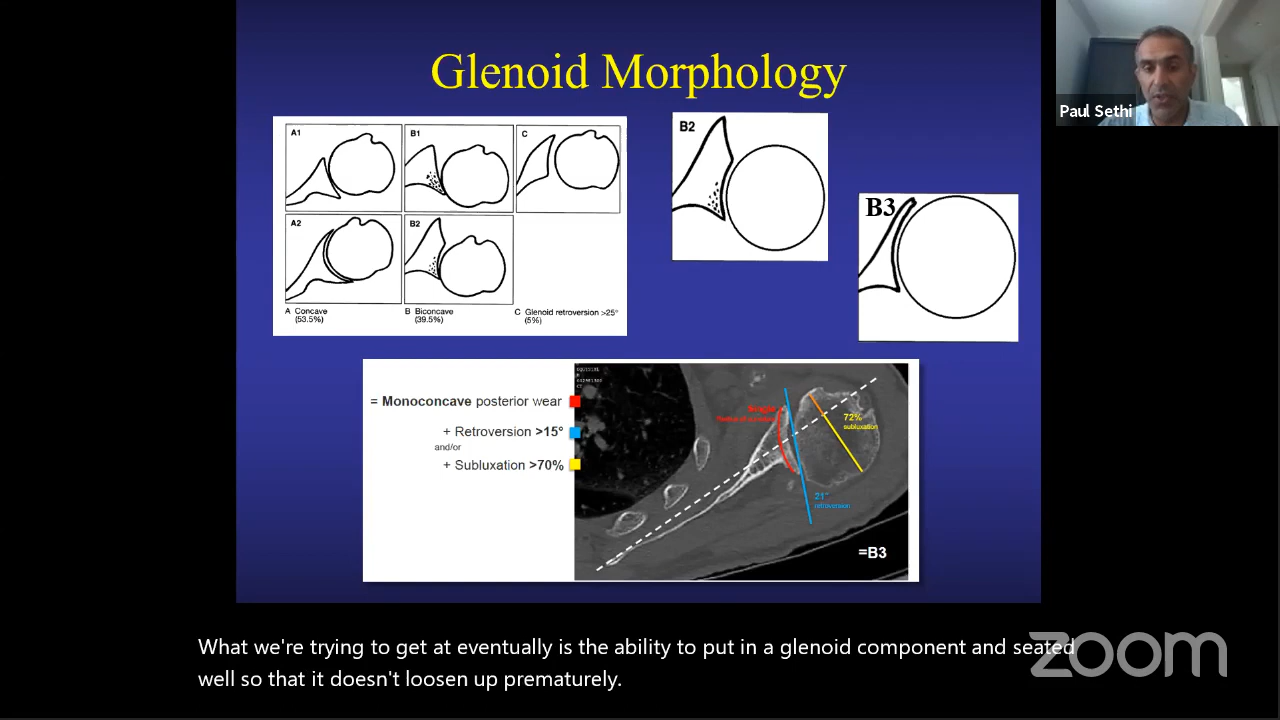 Glenoid Morphology
Paul Sethi
A1
B1
C
A2
B2
A Concave
(53.5%)
B Biconcave
(39.5%)
C Glenoid retroversion >25°
(5%)
B2
B3
= Monoconcave posterior wear
+ Retroversion >15°
and/or
+ Subluxation >70%
Single
72%
subluxation
21°
retroversion
=B3
What we're trying to get at eventually is the ability to put in a glenoid component and seated
well so that it doesn't loosen up prematurely.
zoom